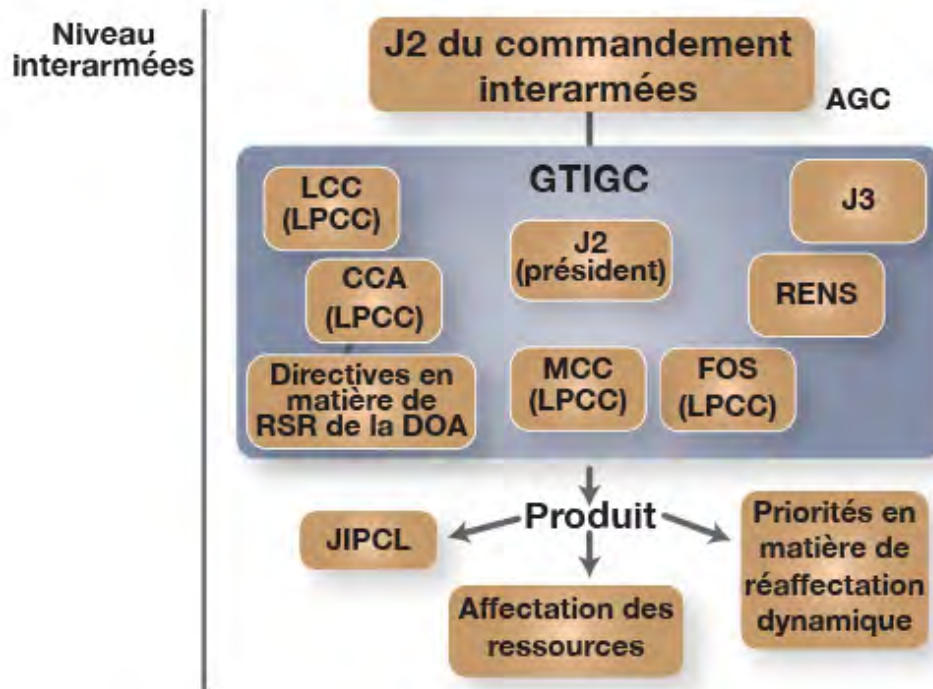 Niveau
interarmées
J2 du commandement
interarmées
AGC
GTIGC
LCC
(LPCC)
J2
(président)
J3
CCA
(LPCC)
RENS
Directives en
matière de
RSR de la DOA
MCC
(LPCC)
FOS
(LPCC)
Produit
JIPCL
Affectation des
ressources
Priorités en
matière de
réaffectation
dynamique